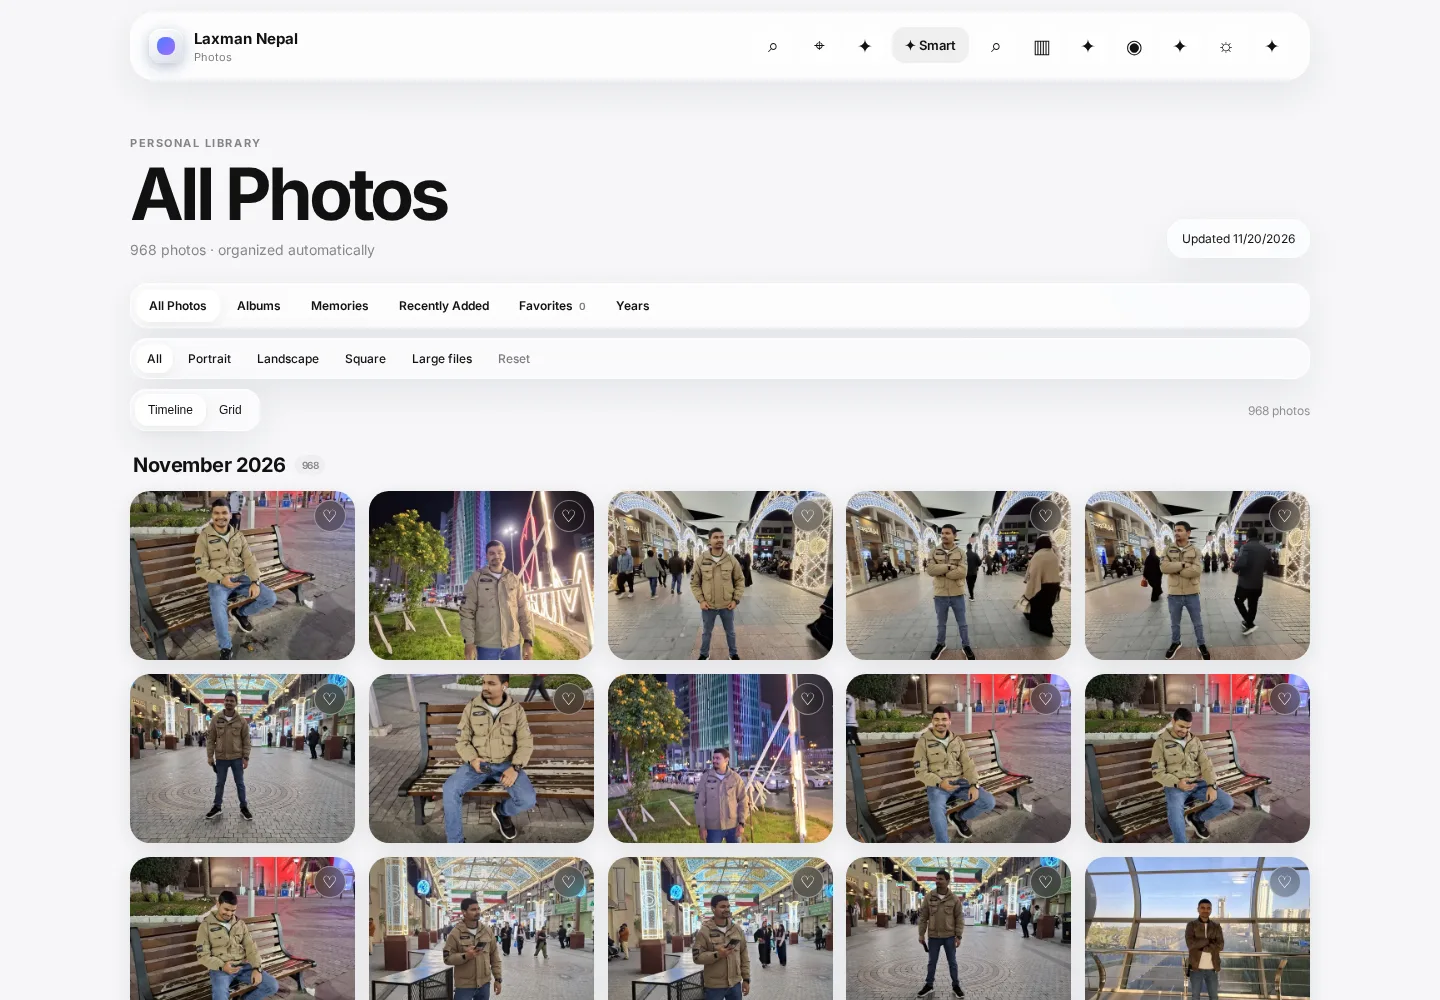 Laxman Nepal
Photos
✦ Smart
PERSONAL LIBRARY
All Photos
968 photos · organized automatically
Updated 11/20/2026
All Photos Albums Memories Recently Added Favorites 0 Years
All Portrait Landscape Square Large files Reset
Timeline Grid
968 photos
November 2026 968